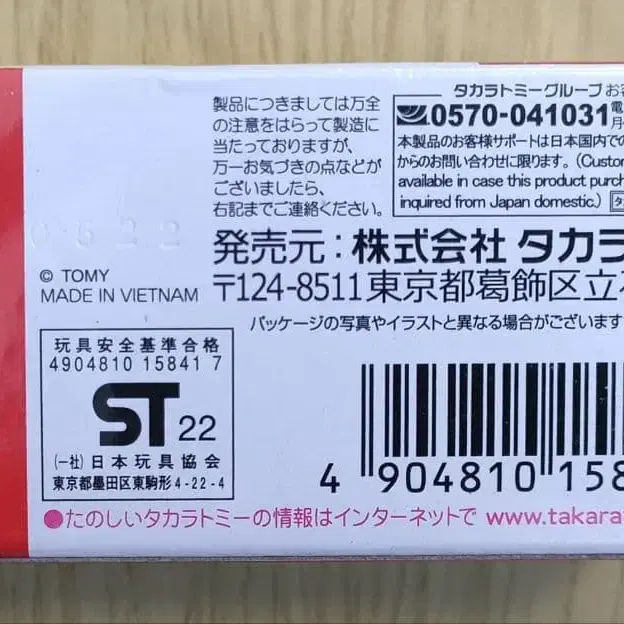 製品につきましては万全
の注意をはらって製造に
当たっておりますが、
万一お気づきの点などが
ございましたら、
右記までご連絡ください。
タカラトミーグループお客
0570-041031 電
月
本製品のお客様サポートは日本国内での
からのお問い合わせに限ります。(Custom
available in case this product purch
inquired from Japan domestic.) タ
0522
発売元:株式会社 タカラ
© TOMY
MADE IN VIETNAM
〒124-8511 東京都葛飾区立石
パッケージの写真やイラストと異なる場合がございます
玩具安全基準合格
4904810 15841 7
ST 22
(一社)日本玩具協会
東京都墨田区東駒形4-22-4
4 904810 158
●たのしいタカラトミーの情報はインターネットで www.takara